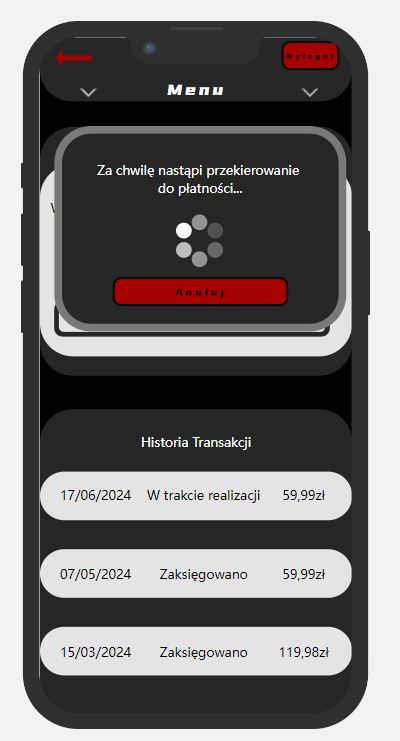 Wyloguj
Menu
Za chwilę nastąpi przekierowanie
do płatności...
Anuluj
Historia Transakcji
17/06/2024 W trakcie realizacji 59,99zł
07/05/2024 Zaksięgowano 59,99zł
15/03/2024 Zaksięgowano 119,98zł